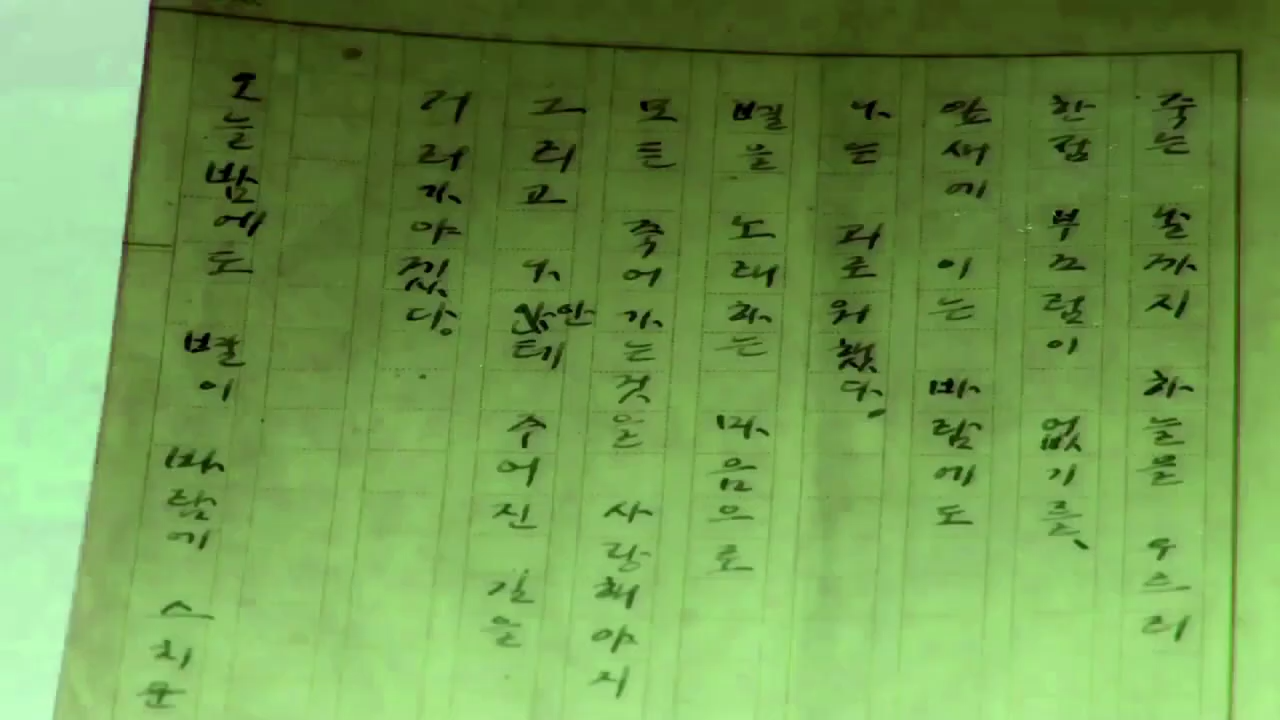 죽는 날까지 하늘을 우르러
한점 부끄럼이 없기를、
잎새에 이는 바람에도
나는 괴로워했다.
별을 노래하는 마음으로
모든 죽어가는것을 사랑해야지
그리고 나안테 주어진 길을
거러가야겠다.
오늘밤에도 별이 바람에 스치운